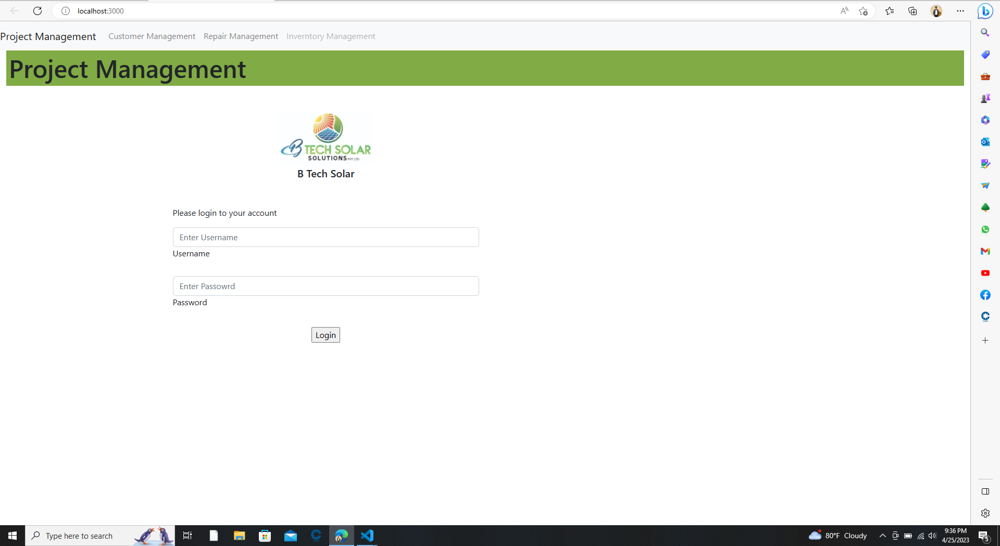 localhost:3000
Project Management Customer Management Repair Management Inverntory Management
Project Management
B TECH SOLAR
SOLUTIONS PVT LTD
B Tech Solar
Please login to your account
Enter Username
Username
Enter Passowrd
Password
Login
Type here to search
80°F Cloudy
9:36 PM
4/25/2023
5